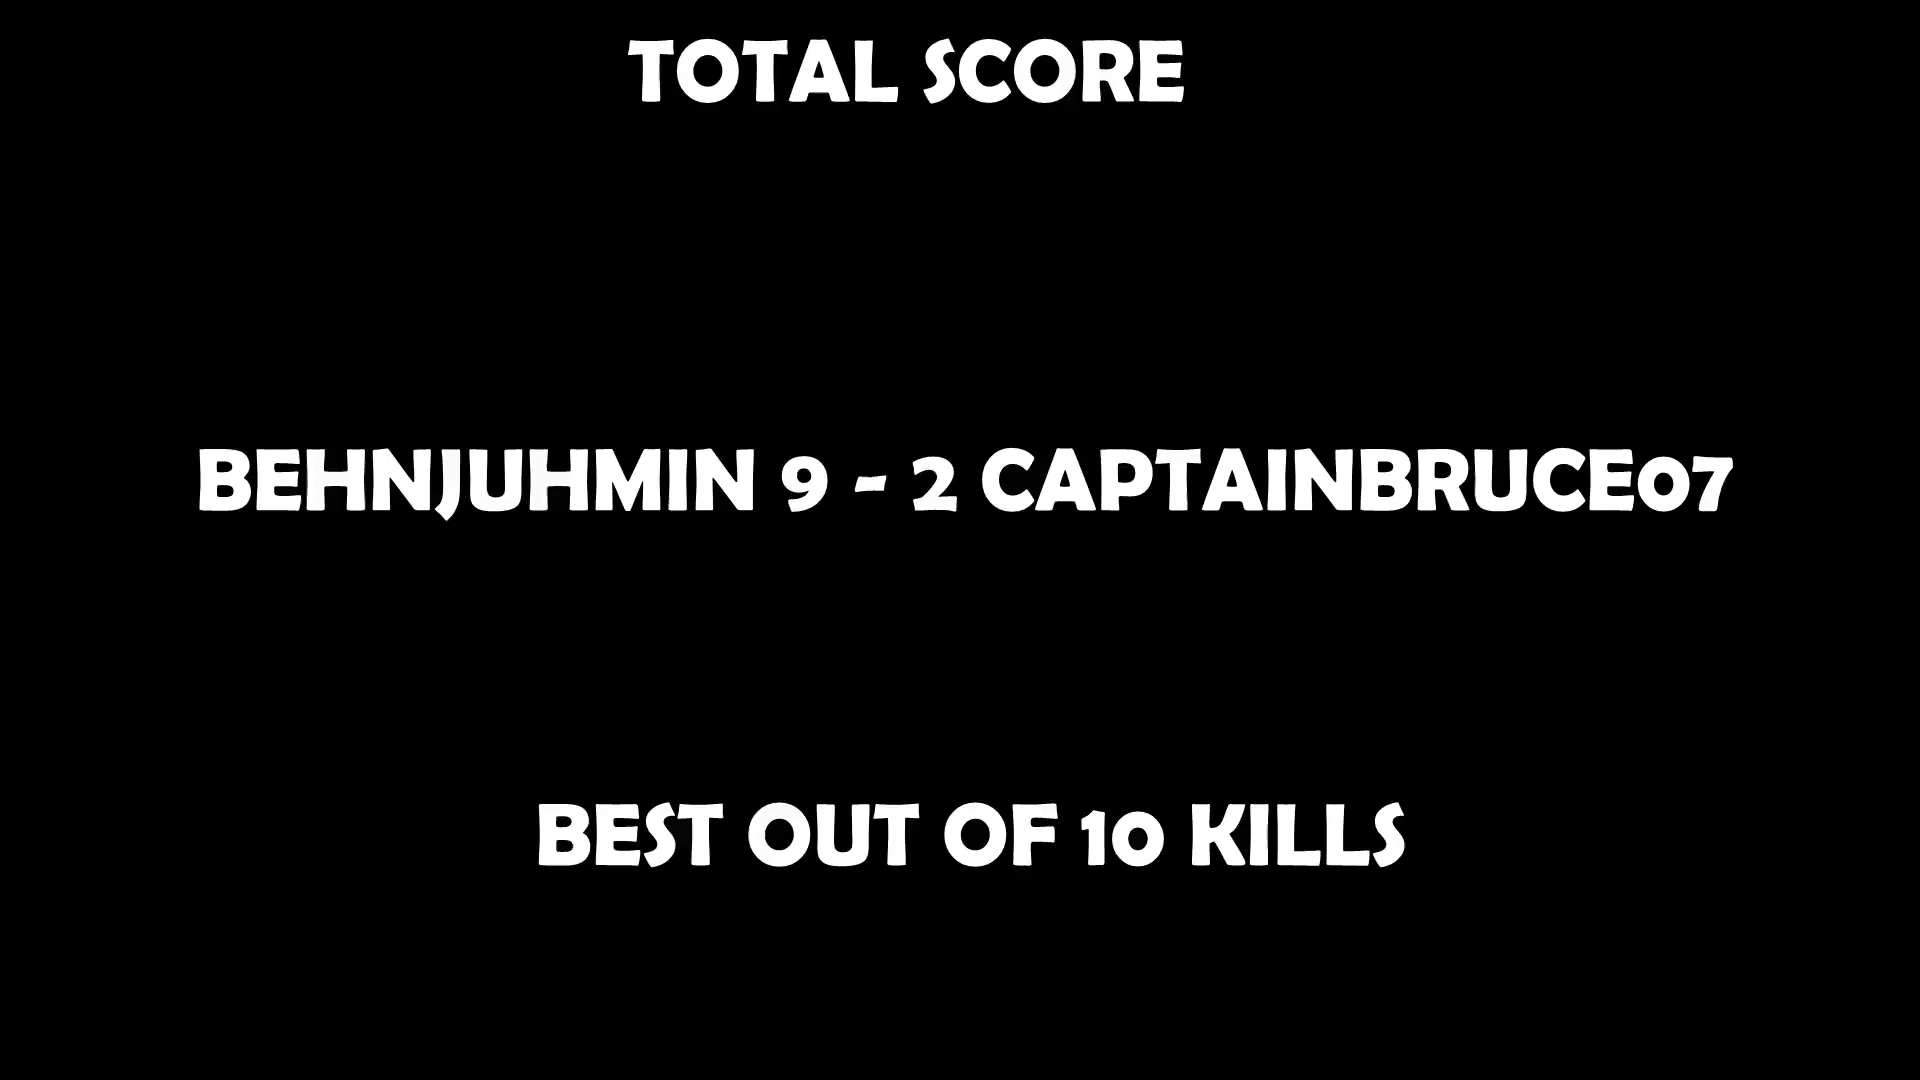 TOTAL SCORE
BEHNJUHMIN 9 - 2 CAPTAINBRUCE07
BEST OUT OF 10 KILLS